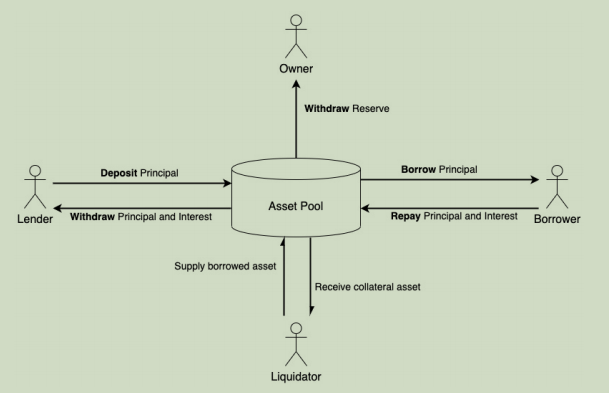 Owner
Withdraw Reserve
Deposit Principal
Borrow Principal
Asset Pool
Lender
Withdraw Principal and Interest
Repay Principal and Interest
Borrower
Supply borrowed asset
Receive collateral asset
Liquidator